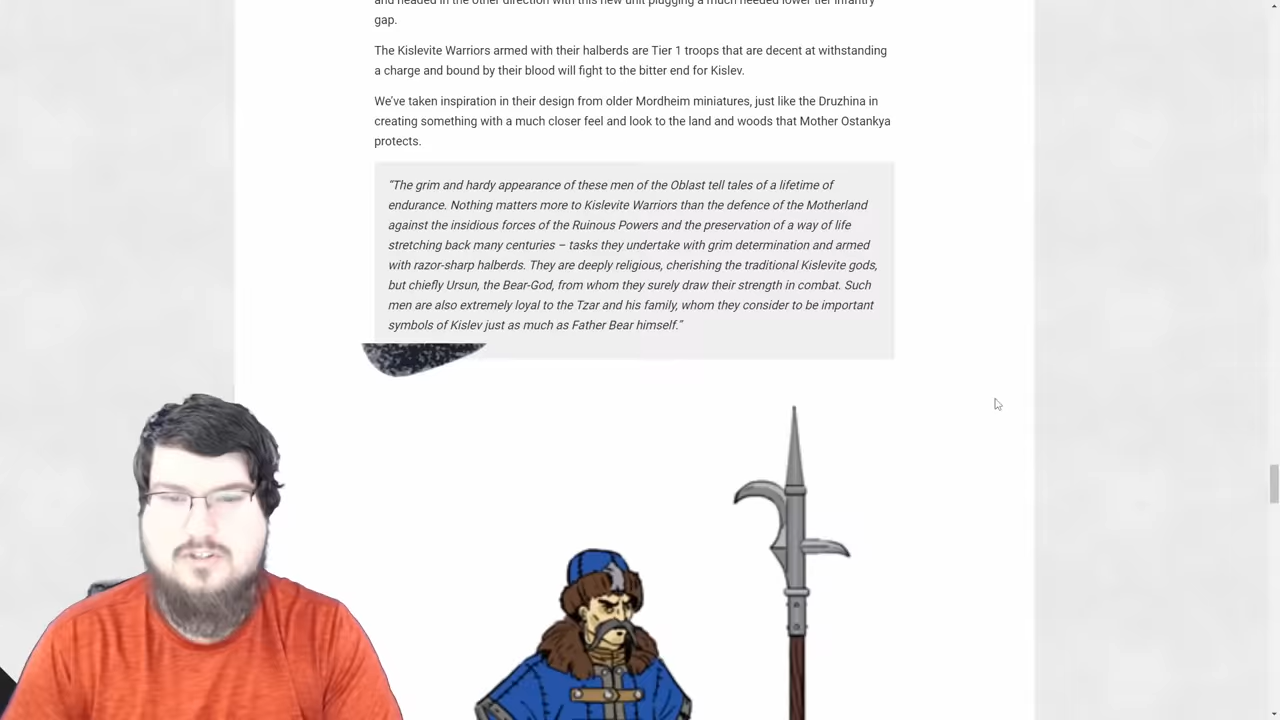 and headed in the other direction with this new unit plugging a much needed lower tier infantry
gap.
The Kislevite Warriors armed with their halberds are Tier 1 troops that are decent at withstanding
a charge and bound by their blood will fight to the bitter end for Kislev.
We've taken inspiration in their design from older Mordheim miniatures, just like the Druzhina in
creating something with a much closer feel and look to the land and woods that Mother Ostankya
protects.
“The grim and hardy appearance of these men of the Oblast tell tales of a lifetime of
endurance. Nothing matters more to Kislevite Warriors than the defence of the Motherland
against the insidious forces of the Ruinous Powers and the preservation of a way of life
stretching back many centuries – tasks they undertake with grim determination and armed
with razor-sharp halberds. They are deeply religious, cherishing the traditional Kislevite gods,
but chiefly Ursun, the Bear-God, from whom they surely draw their strength in combat. Such
men are also extremely loyal to the Tzar and his family, whom they consider to be important
symbols of Kislev just as much as Father Bear himself.”